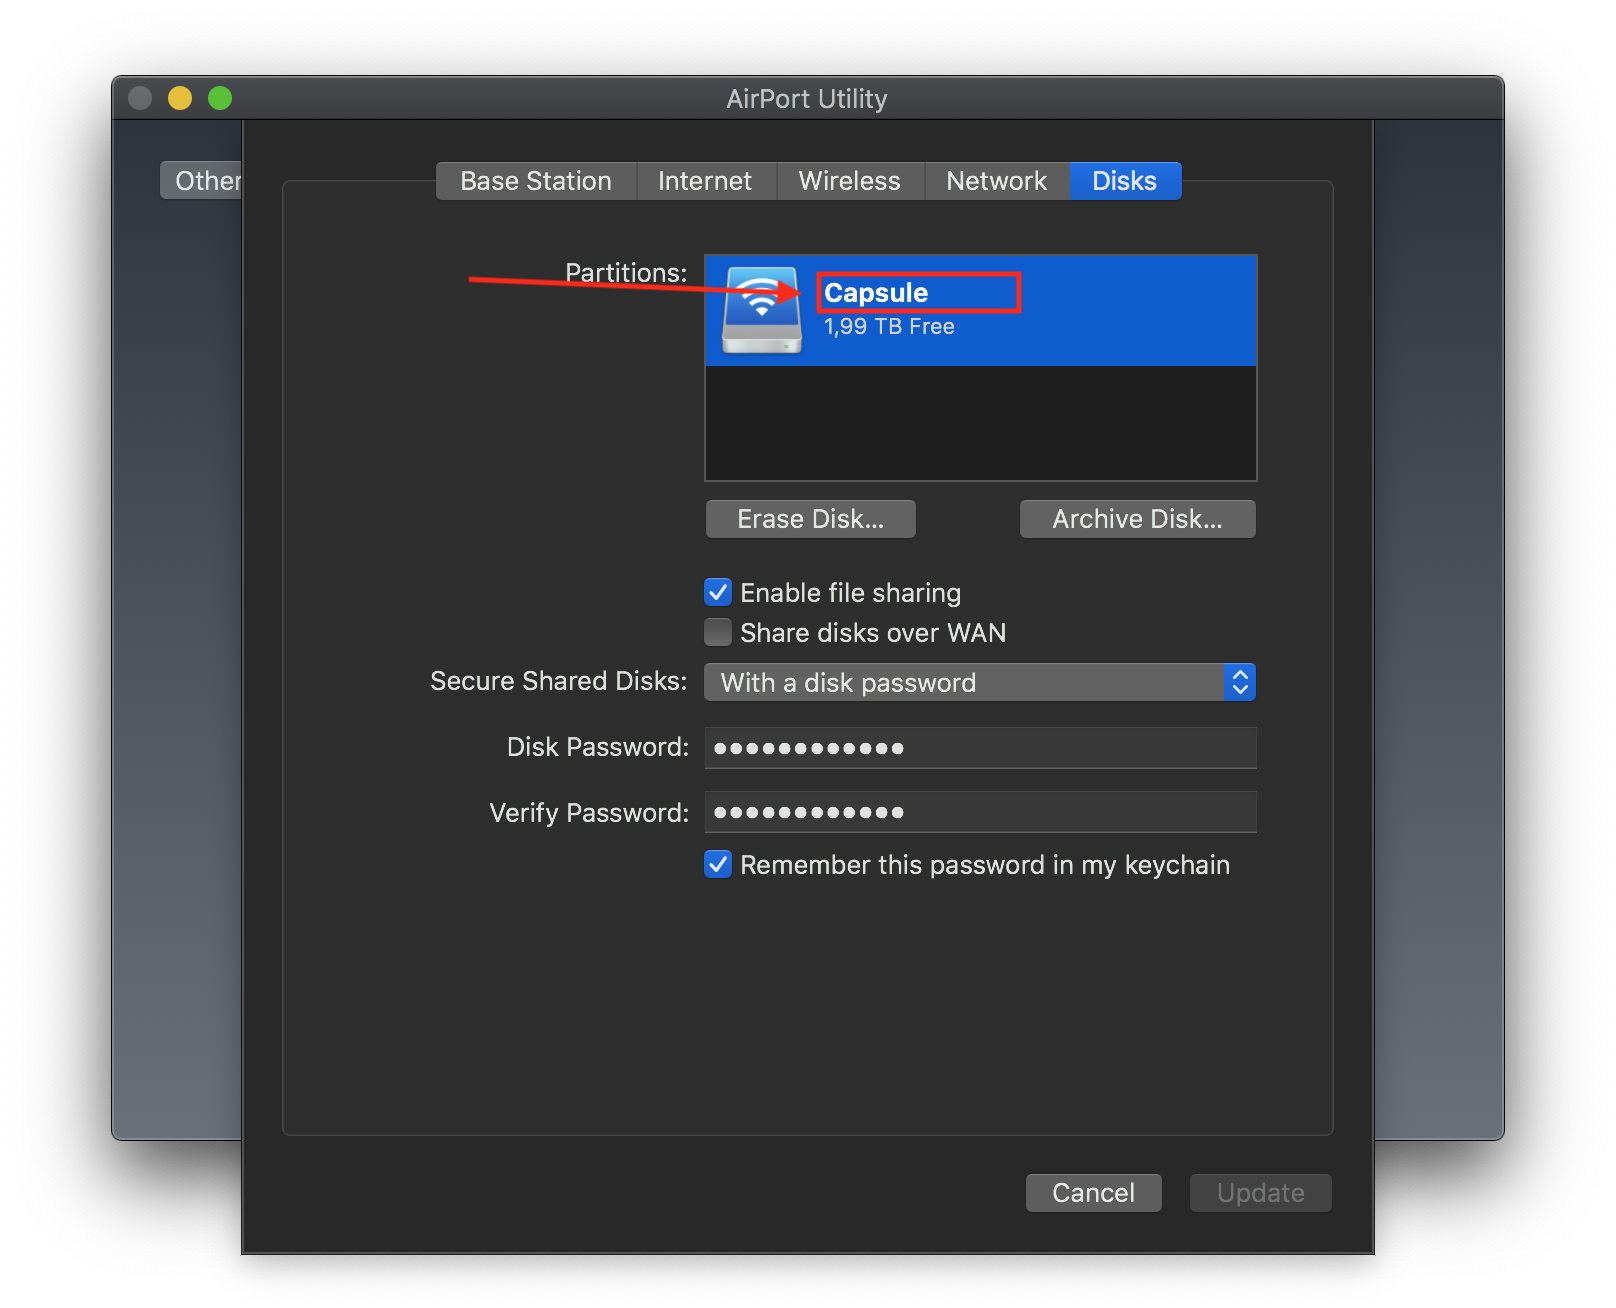 AirPort Utility
Other
Base Station Internet Wireless Network Disks
Partitions:
Capsule
1,99 TB Free
Erase Disk... Archive Disk...
Enable file sharing
Share disks over WAN
Secure Shared Disks: With a disk password
Disk Password: ●●●●●●●●●●●●
Verify Password: ●●●●●●●●●●●●
Remember this password in my keychain
Cancel Update